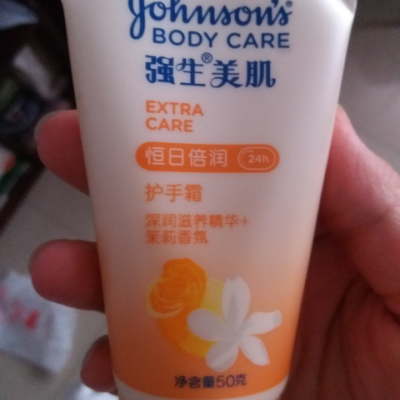 Johnson's
BODY CARE
强生®美肌
EXTRA
CARE
恒日倍润 24h
护手霜
深润滋养精华+
茉莉香氛
净含量50克